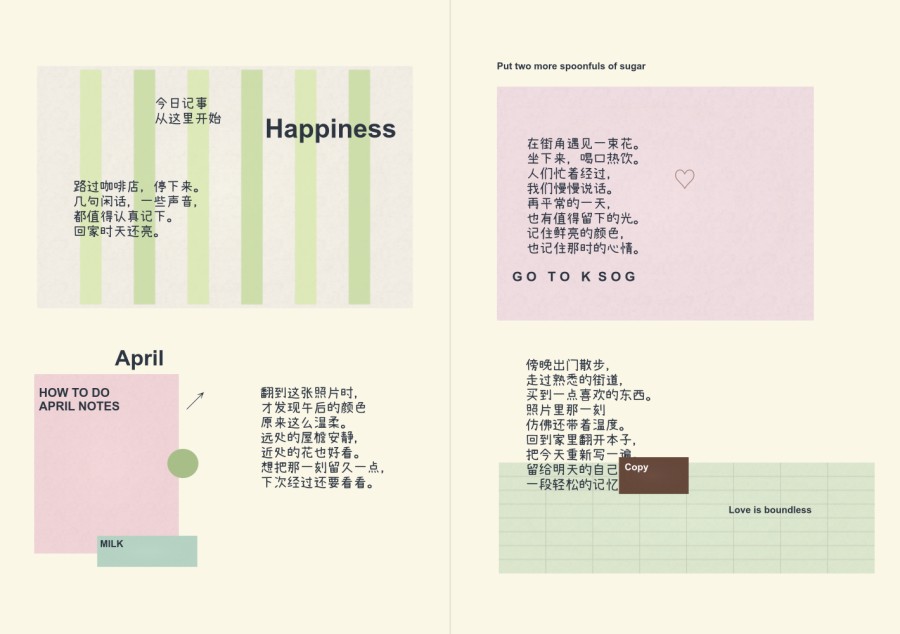 今日记事
从这里开始
Happiness
路过咖啡店，停下来。
几句闲话，一些声音，
都值得认真记下。
回家时天还亮。
April
HOW TO DO
APRIL NOTES
MILK
翻到这张照片时，
才发现午后的颜色
原来这么温柔。
远处的屋檐安静，
近处的花也好看。
想把那一刻留久一点，
下次经过还要看看。
Put two more spoonfuls of sugar
在街角遇见一束花。
坐下来，喝口热饮。
人们忙着经过，
我们慢慢说话。
再平常的一天，
也有值得留下的光。
记住鲜亮的颜色，
也记住那时的心情。
GO TO K SOG
傍晚出门散步，
走过熟悉的街道，
买到一点喜欢的东西。
照片里那一刻
仿佛还带着温度。
回到家里翻开本子，
把今天重新写一遍，
留给明天的自己
一段轻松的记忆
Copy
Love is boundless